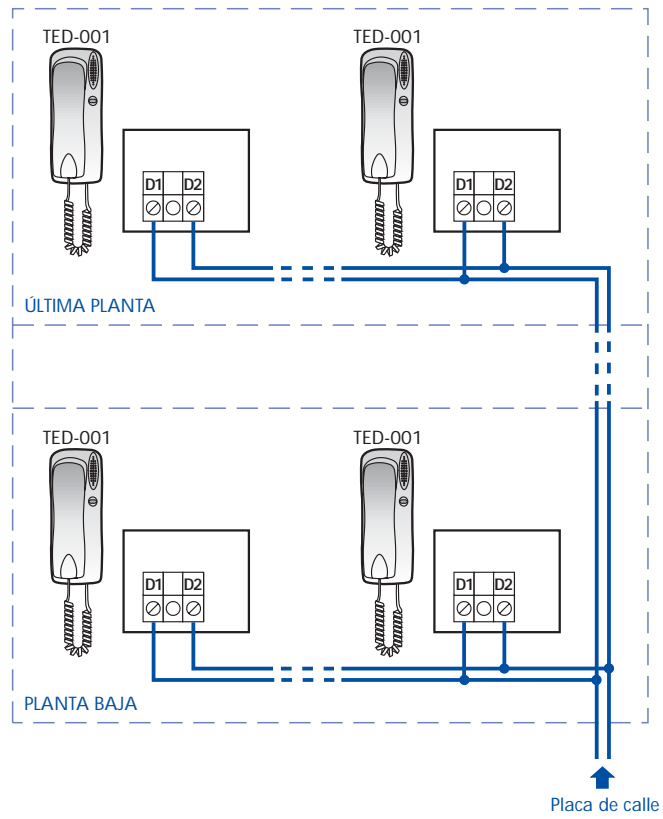 TED-001 TED-001
D1 D2 D1 D2
ÚLTIMA PLANTA
TED-001 TED-001
D1 D2 D1 D2
PLANTA BAJA
Placa de calle